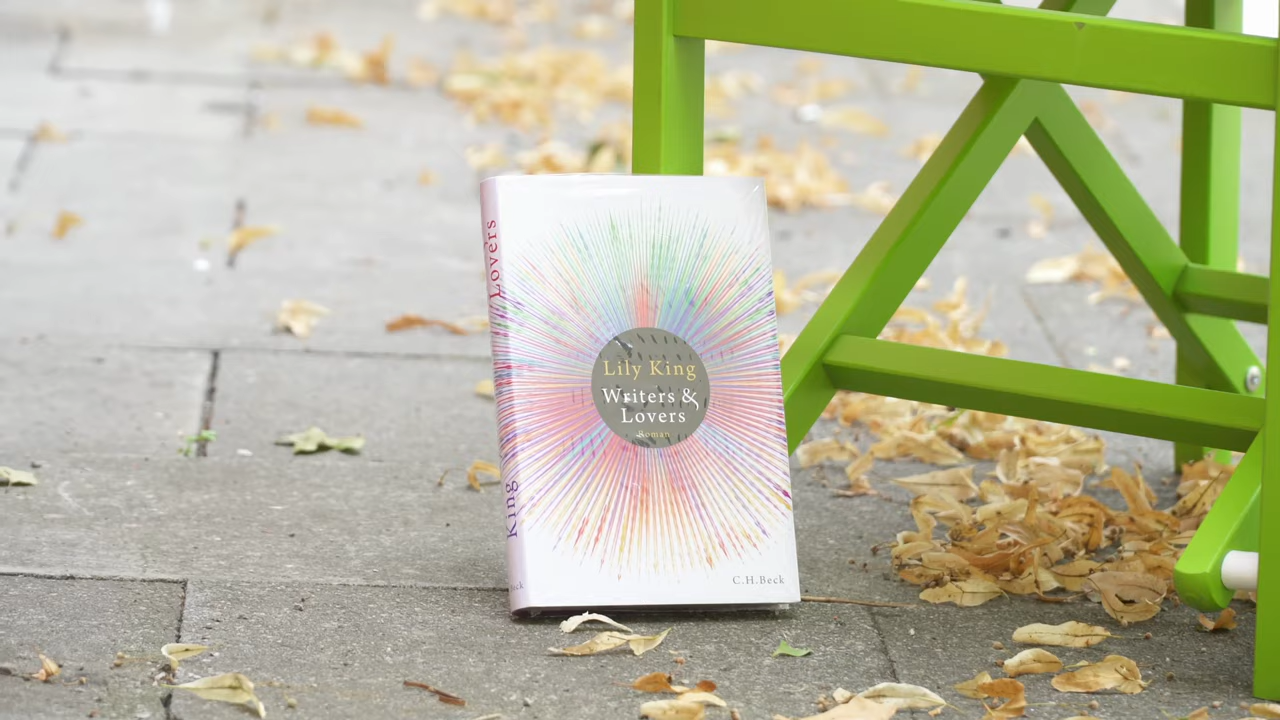 Lovers
King
Lily King
Writers &
Lovers
Roman
C.H.Beck